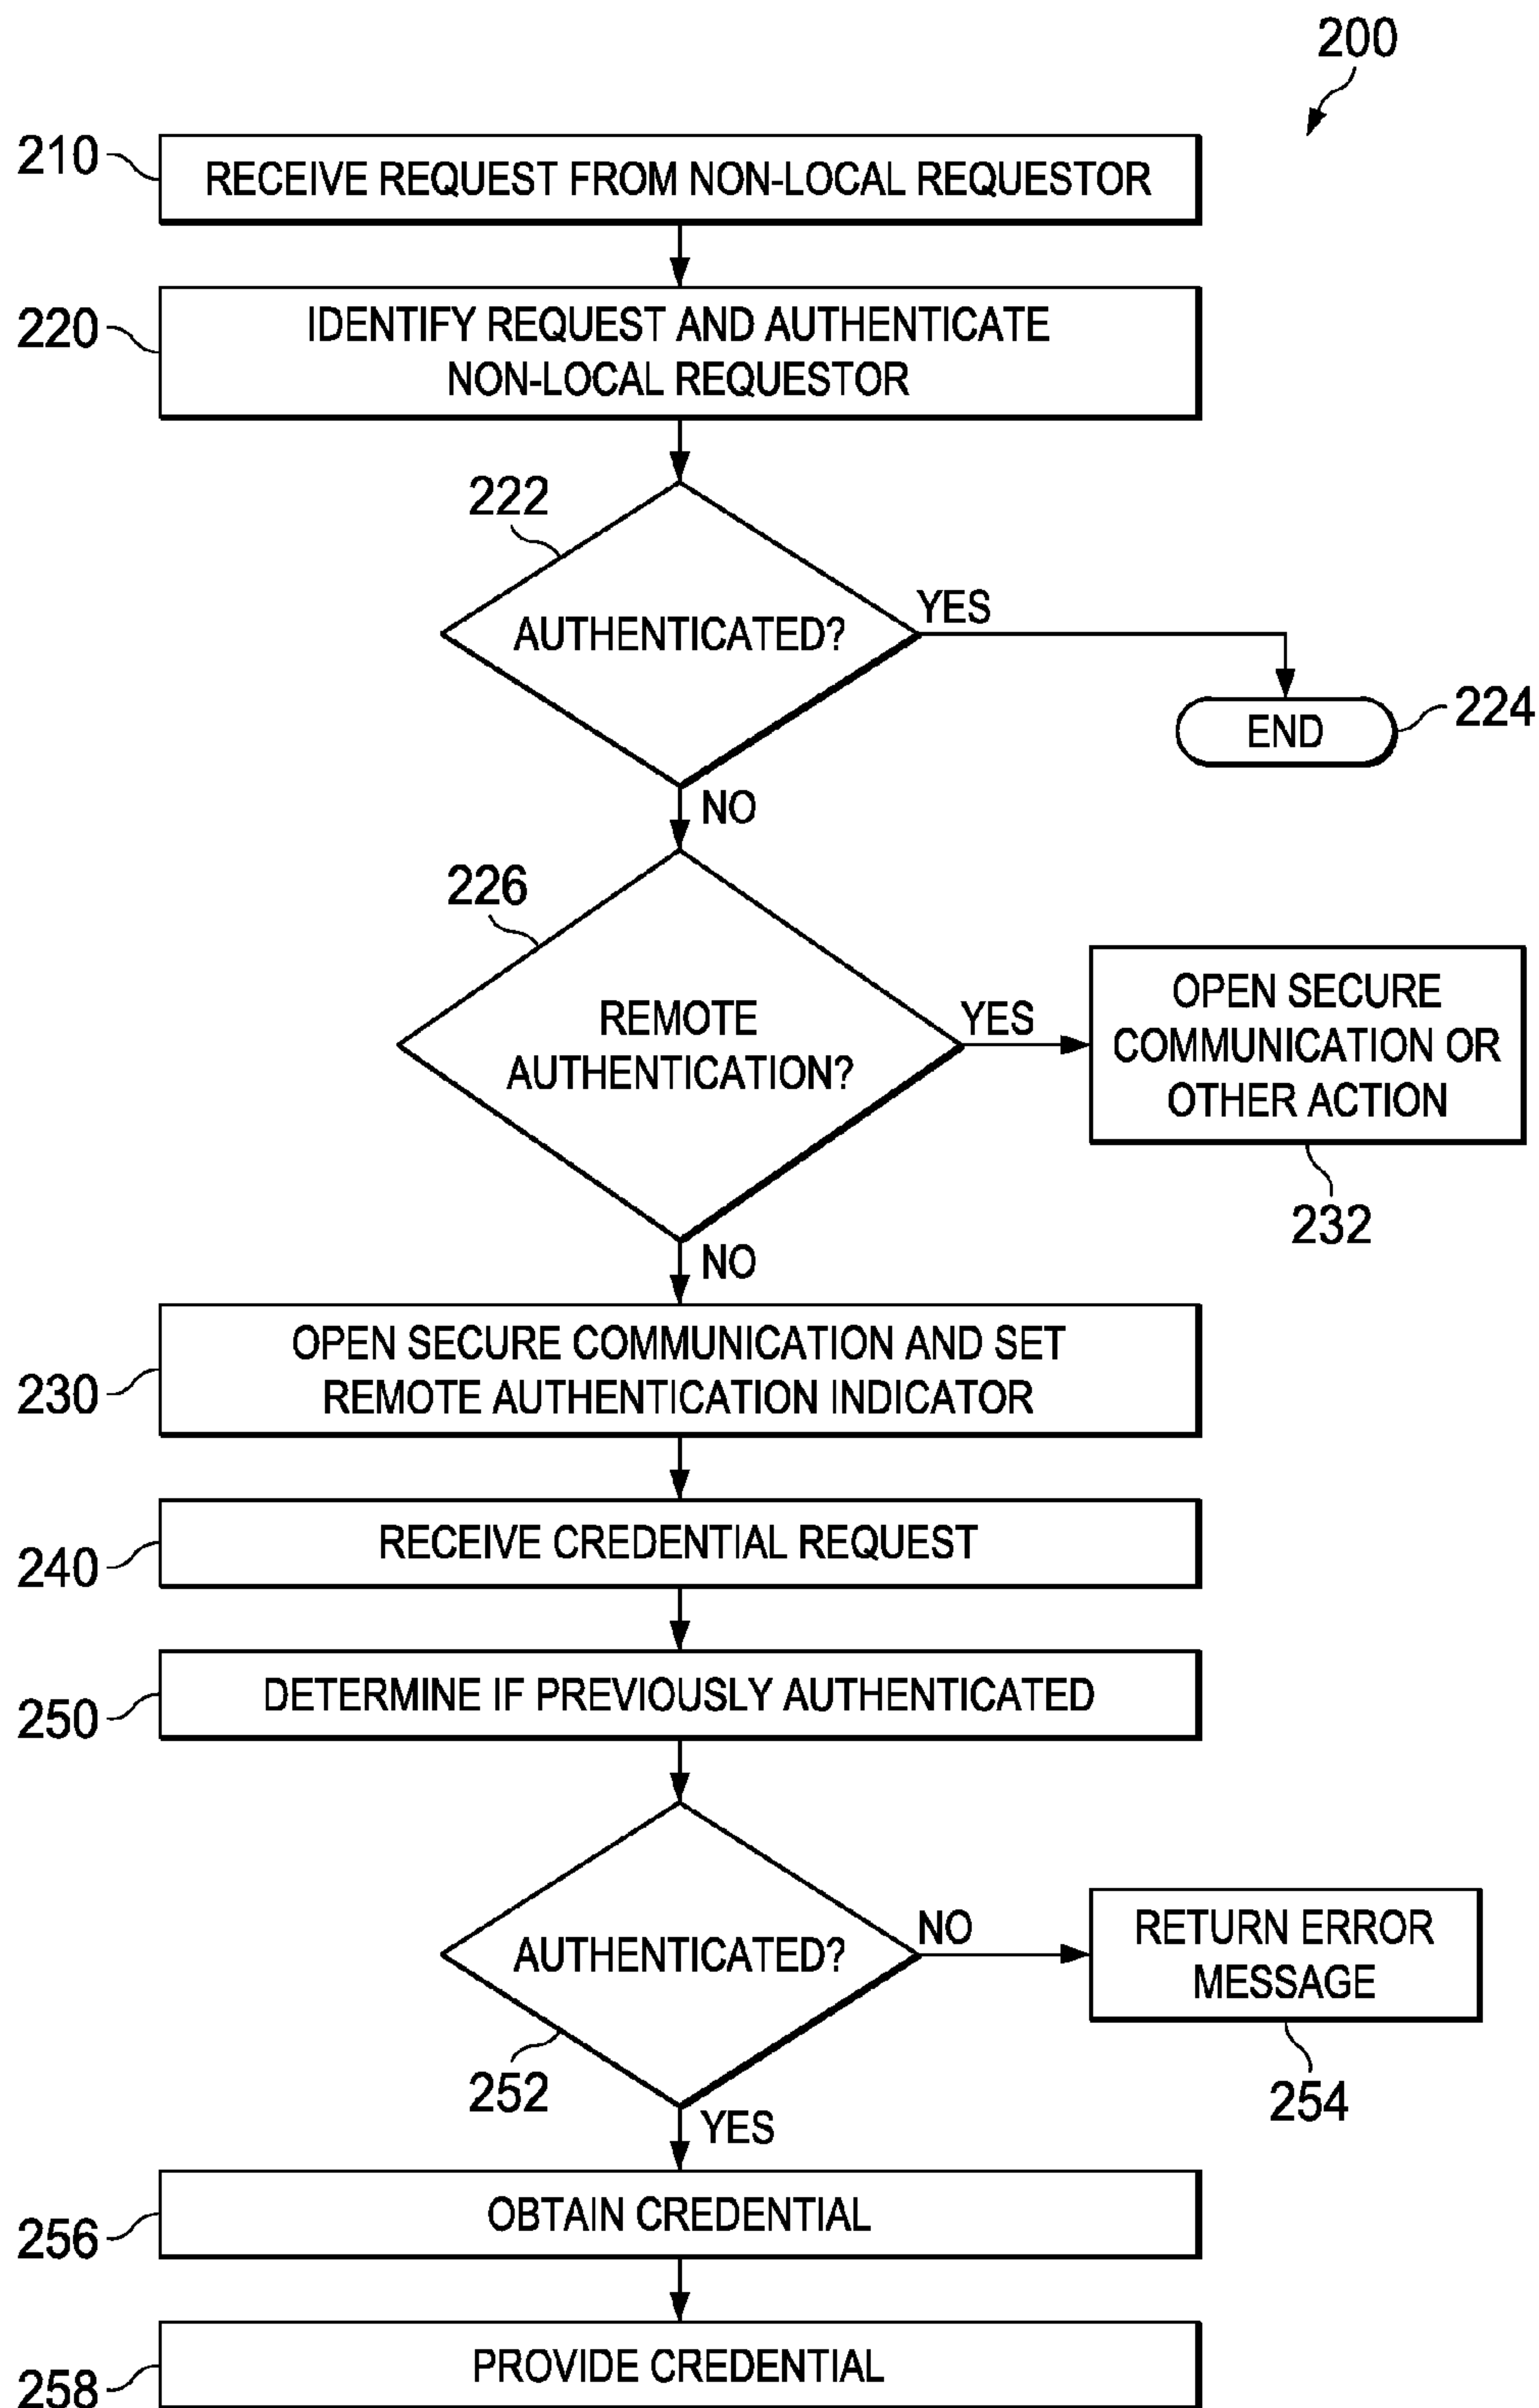 200
210
RECEIVE REQUEST FROM NON-LOCAL REQUESTOR
220
IDENTIFY REQUEST AND AUTHENTICATE
NON-LOCAL REQUESTOR
222
AUTHENTICATED?
YES
END
224
NO
226
REMOTE
AUTHENTICATION?
YES
OPEN SECURE
COMMUNICATION OR
OTHER ACTION
232
NO
230
OPEN SECURE COMMUNICATION AND SET
REMOTE AUTHENTICATION INDICATOR
240
RECEIVE CREDENTIAL REQUEST
250
DETERMINE IF PREVIOUSLY AUTHENTICATED
AUTHENTICATED?
NO
RETURN ERROR
MESSAGE
252
254
YES
256
OBTAIN CREDENTIAL
258
PROVIDE CREDENTIAL